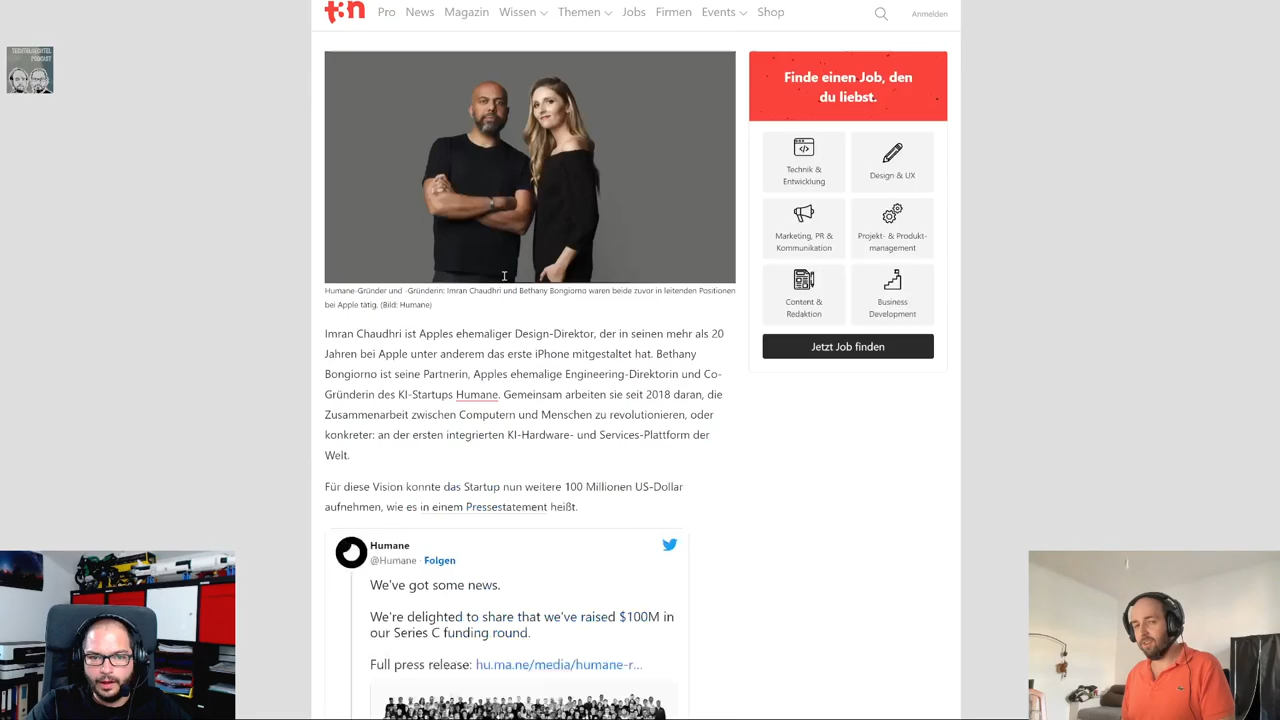 t3n
Pro News Magazin Wissen Themen Jobs Firmen Events Shop
Anmelden
TECHTELMECHTEL
PODCAST
Finde einen Job, den
du liebst.
Technik &
Entwicklung
Design & UX
Marketing, PR &
Kommunikation
Projekt- & Produkt-
management
Content &
Redaktion
Business
Development
Jetzt Job finden
Humane-Gründer und -Gründerin: Imran Chaudhri und Bethany Bongiorno waren beide zuvor in leitenden Positionen
bei Apple tätig. (Bild: Humane)
Imran Chaudhri ist Apples ehemaliger Design-Direktor, der in seinen mehr als 20
Jahren bei Apple unter anderem das erste iPhone mitgestaltet hat. Bethany
Bongiorno ist seine Partnerin, Apples ehemalige Engineering-Direktorin und Co-
Gründerin des KI-Startups Humane. Gemeinsam arbeiten sie seit 2018 daran, die
Zusammenarbeit zwischen Computern und Menschen zu revolutionieren, oder
konkreter: an der ersten integrierten KI-Hardware- und Services-Plattform der
Welt.
Für diese Vision konnte das Startup nun weitere 100 Millionen US-Dollar
aufnehmen, wie es in einem Pressestatement heißt.
Humane
@Humane · Folgen
We've got some news.
We're delighted to share that we've raised $100M in
our Series C funding round.
Full press release: hu.ma.ne/media/humane-r...